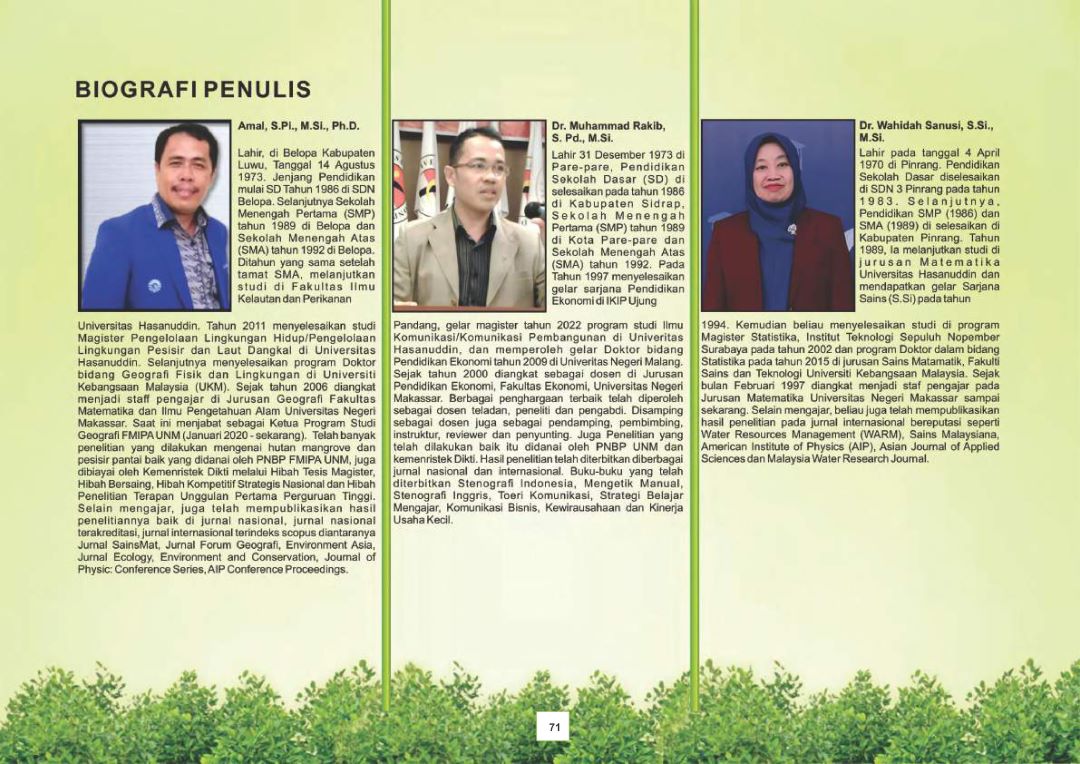 BIOGRAFI PENULIS
Amal, S.Pi., M.Si., Ph.D.
Lahir, di Belopa Kabupaten
Luwu, Tanggal 14 Agustus
1973. Jenjang Pendidikan
mulai SD Tahun 1986 di SDN
Belopa. Selanjutnya Sekolah
Menengah Pertama (SMP)
tahun 1989 di Belopa dan
Sekolah Menengah Atas
(SMA) tahun 1992 di Belopa.
Ditahun yang sama setelah
tamat SMA, melanjutkan
studi di Fakultas Ilmu
Kelautan dan Perikanan
Universitas Hasanuddin. Tahun 2011 menyelesaikan studi
Magister Pengelolaan Lingkungan Hidup/Pengelolaan
Lingkungan Pesisir dan Laut Dangkal di Universitas
Hasanuddin. Selanjutnya menyelesaikan program Doktor
bidang Geografi Fisik dan Lingkungan di Universiti
Kebangsaan Malaysia (UKM). Sejak tahun 2006 diangkat
menjadi staff pengajar di Jurusan Geografi Fakultas
Matematika dan Ilmu Pengetahuan Alam Universitas Negeri
Makassar. Saat ini menjabat sebagai Ketua Program Studi
Geografi FMIPA UNM (Januari 2020 - sekarang). Telah banyak
penelitian yang dilakukan mengenai hutan mangrove dan
pesisir pantai baik yang didanai oleh PNBP FMIPA UNM, juga
dibiayai oleh Kemenristek Dikti melalui Hibah Tesis Magister,
Hibah Bersaing, Hibah Kompetitif Strategis Nasional dan Hibah
Penelitian Terapan Unggulan Pertama Perguruan Tinggi.
Selain mengajar, juga telah mempublikasikan hasil
penelitiannya baik di jurnal nasional, jurnal nasional
terakreditasi, jurnal internasional terindeks scopus diantaranya
Jurnal SainsMat, Jurnal Forum Geografi, Environment Asia,
Jurnal Ecology, Environment and Conservation, Journal of
Physic: Conference Series, AIP Conference Proceedings.
Dr. Muhammad Rakib,
S. Pd., M.Si.
Lahir 31 Desember 1973 di
Pare-pare, Pendidikan
Sekolah Dasar (SD) di
selesaikan pada tahun 1986
di Kabupaten Sidrap,
Sekolah Menengah
Pertama (SMP) tahun 1989
di Kota Pare-pare dan
Sekolah Menengah Atas
(SMA) tahun 1992. Pada
Tahun 1997 menyelesaikan
gelar sarjana Pendidikan
Ekonomi di IKIP Ujung
Pandang, gelar magister tahun 2022 program studi Ilmu
Komunikasi/Komunikasi Pembangunan di Univeritas
Hasanuddin, dan memperoleh gelar Doktor bidang
Pendidikan Ekonomi tahun 2009 di Univeritas Negeri Malang.
Sejak tahun 2000 diangkat sebagai dosen di Jurusan
Pendidikan Ekonomi, Fakultas Ekonomi, Universitas Negeri
Makassar. Berbagai penghargaan terbaik telah diperoleh
sebagai dosen teladan, peneliti dan pengabdi. Disamping
sebagai dosen juga sebagai pendamping, pembimbing,
instruktur, reviewer dan penyunting. Juga Penelitian yang
telah dilakukan baik itu didanai oleh PNBP UNM dan
kemenristek Dikti. Hasil penelitian telah diterbitkan diberbagai
jurnal nasional dan internasional. Buku-buku yang telah
diterbitkan Stenografi Indonesia, Mengetik Manual,
Stenografi Inggris, Toeri Komunikasi, Strategi Belajar
Mengajar, Komunikasi Bisnis, Kewirausahaan dan Kinerja
Usaha Kecil.
Dr. Wahidah Sanusi, S.Si.,
M.Si.
Lahir pada tanggal 4 April
1970 di Pinrang. Pendidikan
Sekolah Dasar diselesaikan
di SDN 3 Pinrang pada tahun
1983. Selanjutnya,
Pendidikan SMP (1986) dan
SMA (1989) di selesaikan di
Kabupaten Pinrang. Tahun
1989, Ia melanjutkan studi di
jurusan Matematika
Universitas Hasanuddin dan
mendapatkan gelar Sarjana
Sains (S.Si) pada tahun
1994. Kemudian beliau menyelesaikan studi di program
Magister Statistika, Institut Teknologi Sepuluh Nopember
Surabaya pada tahun 2002 dan program Doktor dalam bidang
Statistika pada tahun 2015 di jurusan Sains Matamatik, Fakulti
Sains dan Teknologi Universiti Kebangsaan Malaysia. Sejak
bulan Februari 1997 diangkat menjadi staf pengajar pada
Jurusan Matematika Universitas Negeri Makassar sampai
sekarang. Selain mengajar, beliau juga telah mempublikasikan
hasil penelitian pada jurnal internasional bereputasi seperti
Water Resources Management (WARM), Sains Malaysiana,
American Institute of Physics (AIP), Asian Journal of Applied
Sciences dan Malaysia Water Research Journal.
71